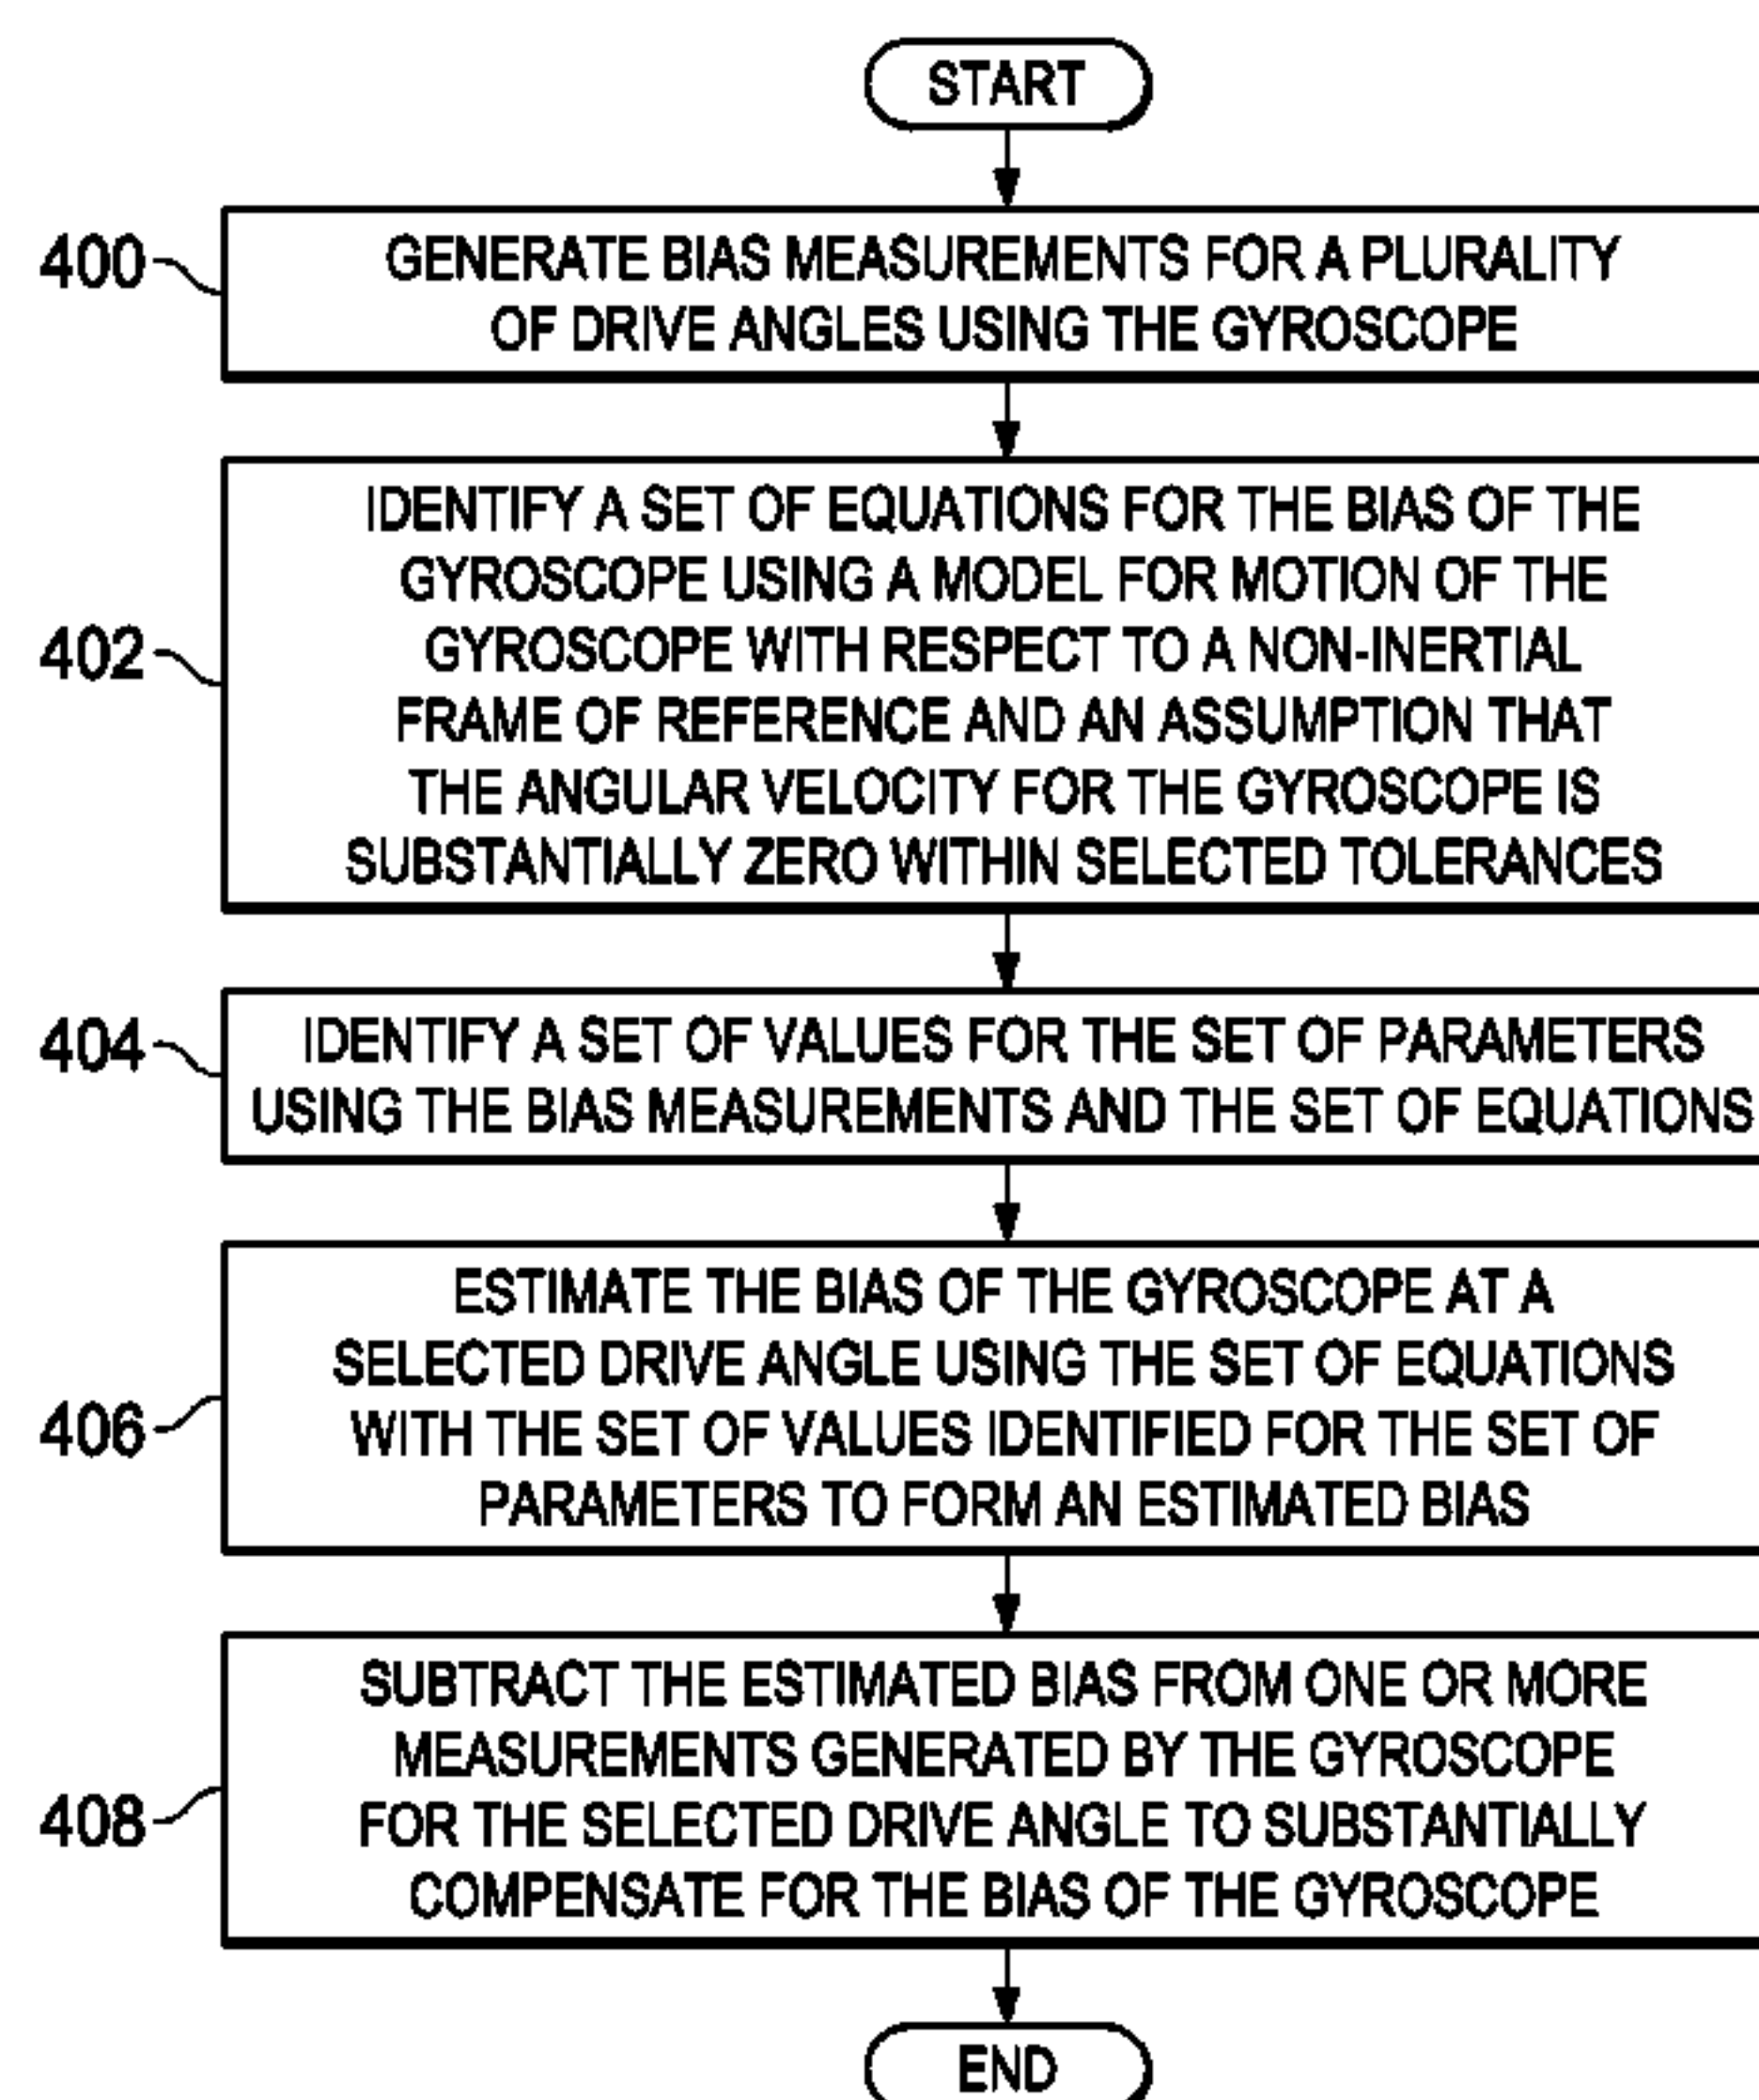 START
400
GENERATE BIAS MEASUREMENTS FOR A PLURALITY
OF DRIVE ANGLES USING THE GYROSCOPE
402
IDENTIFY A SET OF EQUATIONS FOR THE BIAS OF THE
GYROSCOPE USING A MODEL FOR MOTION OF THE
GYROSCOPE WITH RESPECT TO A NON-INERTIAL
FRAME OF REFERENCE AND AN ASSUMPTION THAT
THE ANGULAR VELOCITY FOR THE GYROSCOPE IS
SUBSTANTIALLY ZERO WITHIN SELECTED TOLERANCES
404
IDENTIFY A SET OF VALUES FOR THE SET OF PARAMETERS
USING THE BIAS MEASUREMENTS AND THE SET OF EQUATIONS
406
ESTIMATE THE BIAS OF THE GYROSCOPE AT A
SELECTED DRIVE ANGLE USING THE SET OF EQUATIONS
WITH THE SET OF VALUES IDENTIFIED FOR THE SET OF
PARAMETERS TO FORM AN ESTIMATED BIAS
408
SUBTRACT THE ESTIMATED BIAS FROM ONE OR MORE
MEASUREMENTS GENERATED BY THE GYROSCOPE
FOR THE SELECTED DRIVE ANGLE TO SUBSTANTIALLY
COMPENSATE FOR THE BIAS OF THE GYROSCOPE
END